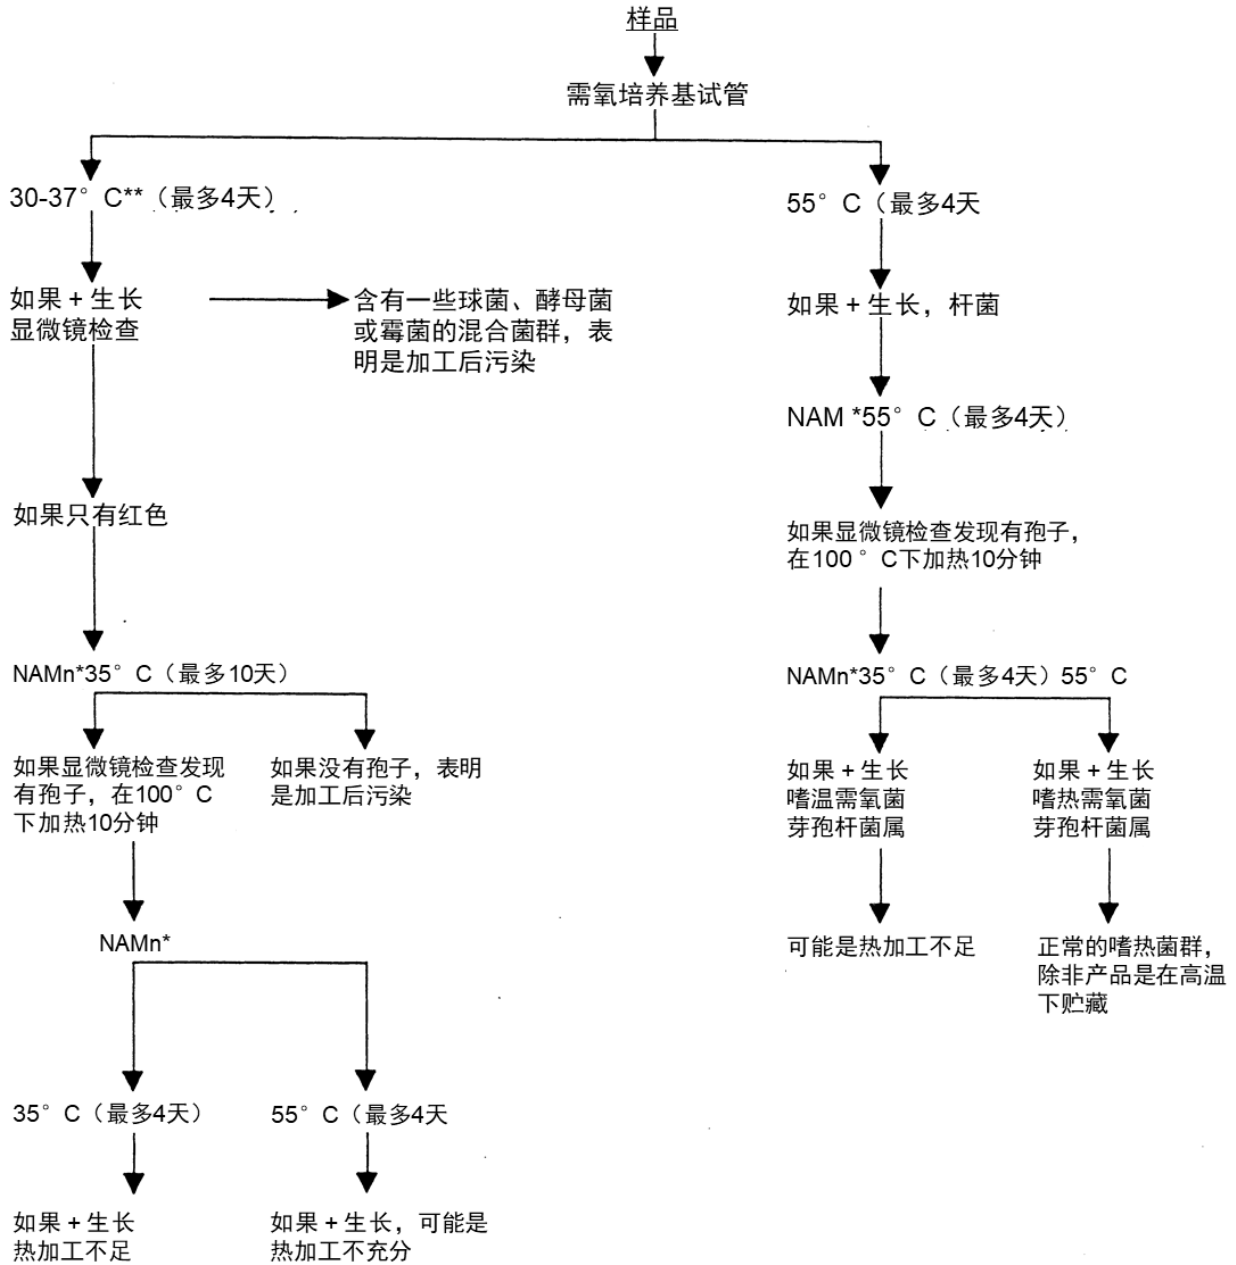 样品
需氧培养基试管
30-37°C**（最多4天）
55°C（最多4天
如果+生长
显微镜检查
含有一些球菌、酵母菌
或霉菌的混合菌群，表
明是加工后污染
如果+生长，杆菌
NAM *55°C（最多4天）
如果只有红色
如果显微镜检查发现有孢子，
在100°C下加热10分钟
NAMn*35°C（最多10天）
NAMn*35°C（最多4天）55°C
如果显微镜检查发现
有孢子，在100°C
下加热10分钟
如果没有孢子，表明
是加工后污染
如果+生长
嗜温需氧菌
芽孢杆菌属
如果+生长
嗜热需氧菌
芽孢杆菌属
NAMn*
可能是热加工不足
正常的嗜热菌群，
除非产品是在高温
下贮藏
35°C（最多4天）
55°C（最多4天
如果+生长
热加工不足
如果+生长，可能是
热加工不充分